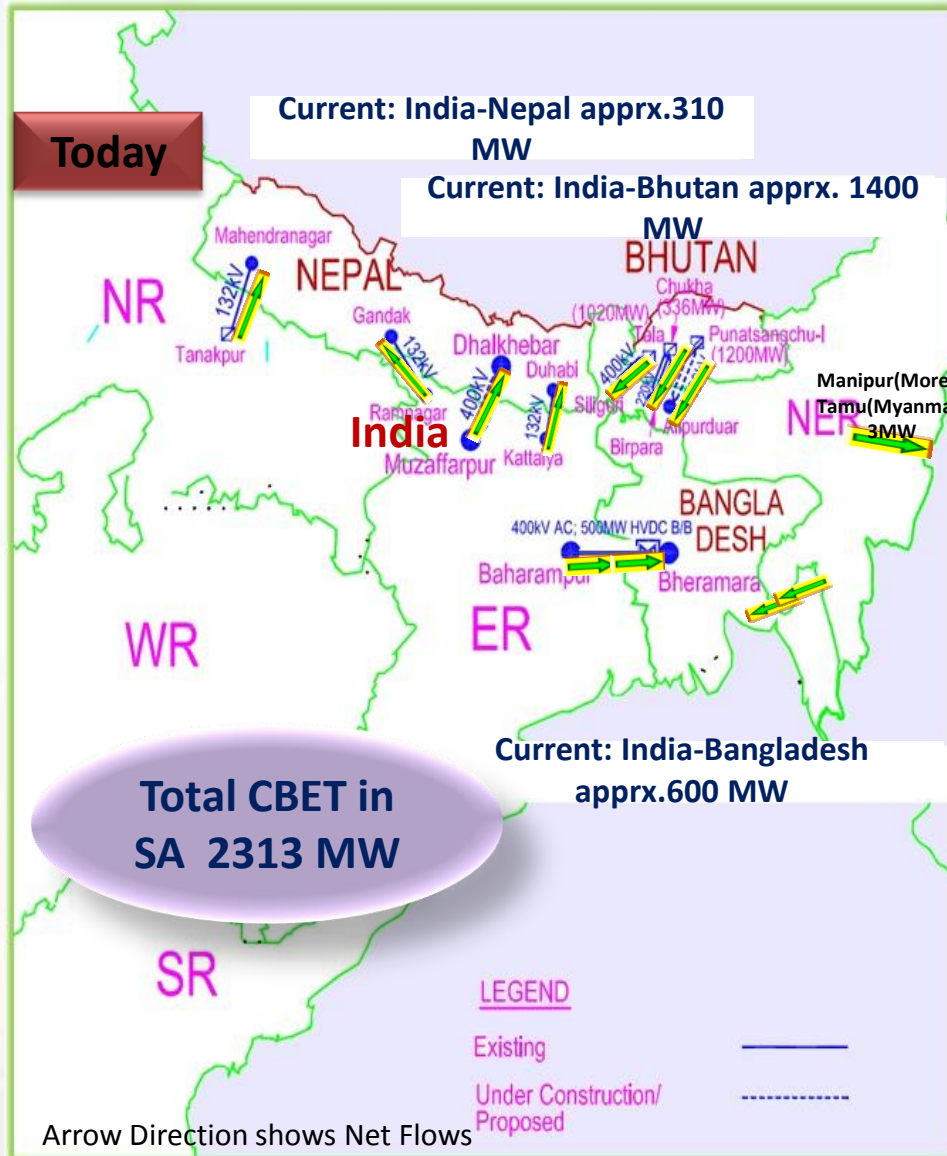 Current: India-Nepal apprx.310
MW
Today
Current: India-Bhutan apprx. 1400
MW
Mahendranagar
NEPAL
BHUTAN
NR
132kV
Tanakpur
Gandak
132kV
Ramnagar
Dhalkhebar
Duhabi
400kV
132kV
India
Muzaffarpur
Kattaiya
Chukha
(1020MW)
(336MW)
Tala
Punatsangchu-I
(1200MW)
400kV
Siliguri
Birpara
Alipurduar
Manipur(More
Tamu(Myanma
3MW
NER
BANGLA
DESH
400kV AC; 500MW HVDC B/B
Baharampur
Bheramara
WR
ER
Current: India-Bangladesh
apprx.600 MW
Total CBET in
SA 2313 MW
SR
LEGEND
Existing
Under Construction/
Proposed
Arrow Direction shows Net Flows